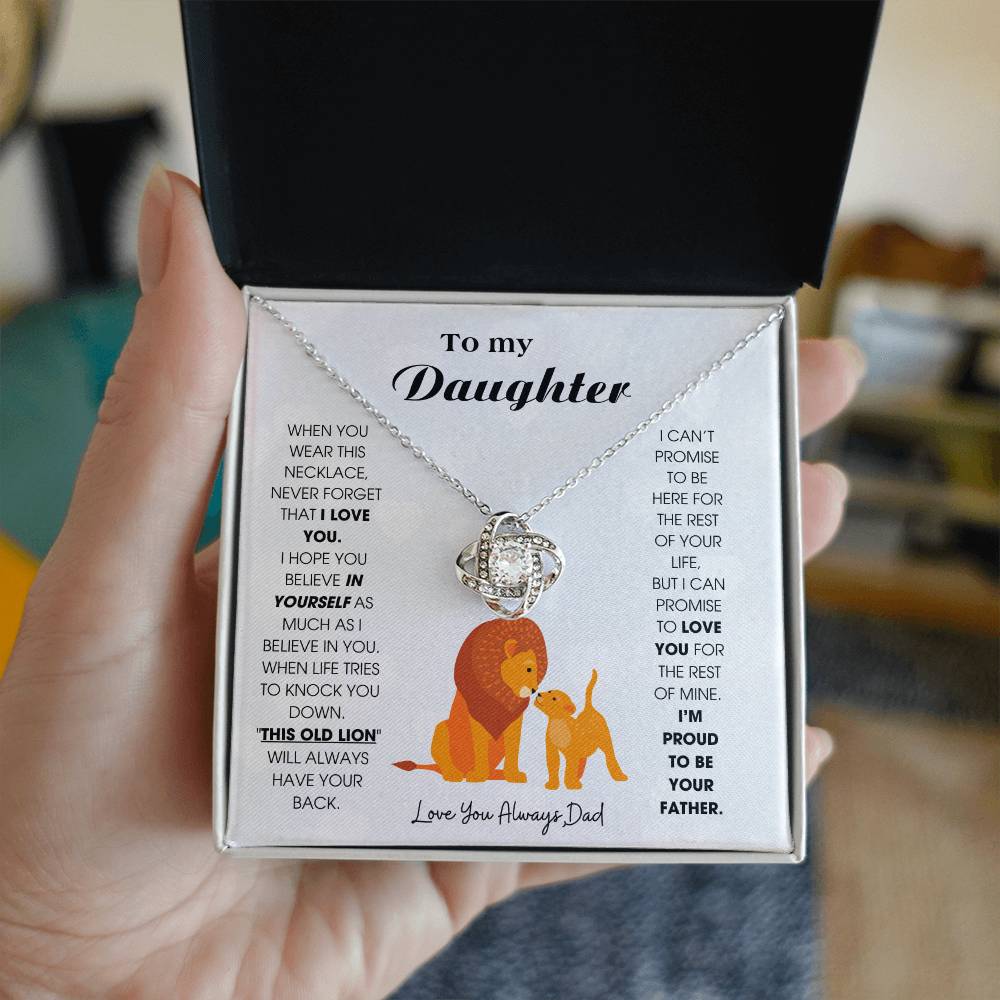 To my
Daughter
WHEN YOU
WEAR THIS
NECKLACE,
NEVER FORGET
THAT I LOVE
YOU.
I HOPE YOU
BELIEVE IN
YOURSELF AS
MUCH AS I
BELIEVE IN YOU.
WHEN LIFE TRIES
TO KNOCK YOU
DOWN.
"THIS OLD LION"
WILL ALWAYS
HAVE YOUR
BACK.
I CAN'T
PROMISE
TO BE
HERE FOR
THE REST
OF YOUR
LIFE,
BUT I CAN
PROMISE
TO LOVE
YOU FOR
THE REST
OF MINE.
I'M
PROUD
TO BE
YOUR
FATHER.
Love You Always,Dad